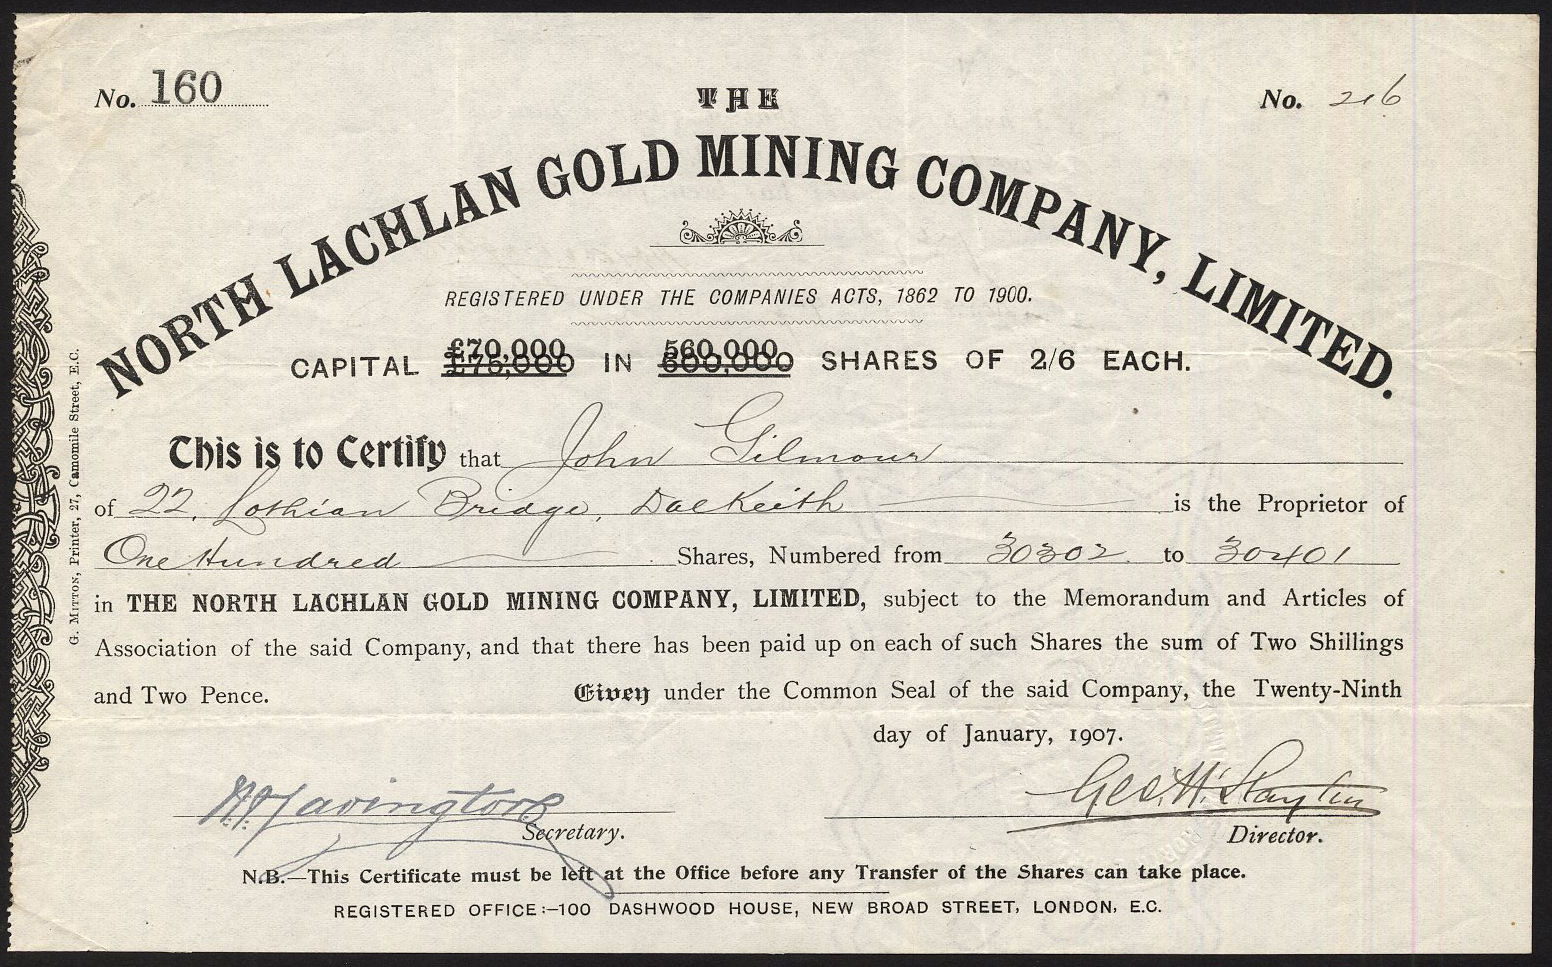 No. 160
No. 216
THE
NORTH LACHLAN GOLD MINING COMPANY, LIMITED.
REGISTERED UNDER THE COMPANIES ACTS, 1862 TO 1900.
£70,000 560,000
CAPITAL £75,000 IN 600,000 SHARES OF 2/6 EACH.
This is to Certify that John Gilmour
of 22, Lothian Bridge, Dalkeith is the Proprietor of
One Hundred Shares, Numbered from 30302 to 30401
in THE NORTH LACHLAN GOLD MINING COMPANY, LIMITED, subject to the Memorandum and Articles of
Association of the said Company, and that there has been paid up on each of such Shares the sum of Two Shillings
and Two Pence. Given under the Common Seal of the said Company, the Twenty-Ninth
day of January, 1907.
Secretary.
Geo. W. Slayton
Director.
N.B.—This Certificate must be left at the Office before any Transfer of the Shares can take place.
REGISTERED OFFICE:–100 DASHWOOD HOUSE, NEW BROAD STREET, LONDON, E.C.
G. MITTON, Printer, 27, Camomile Street, E.C.